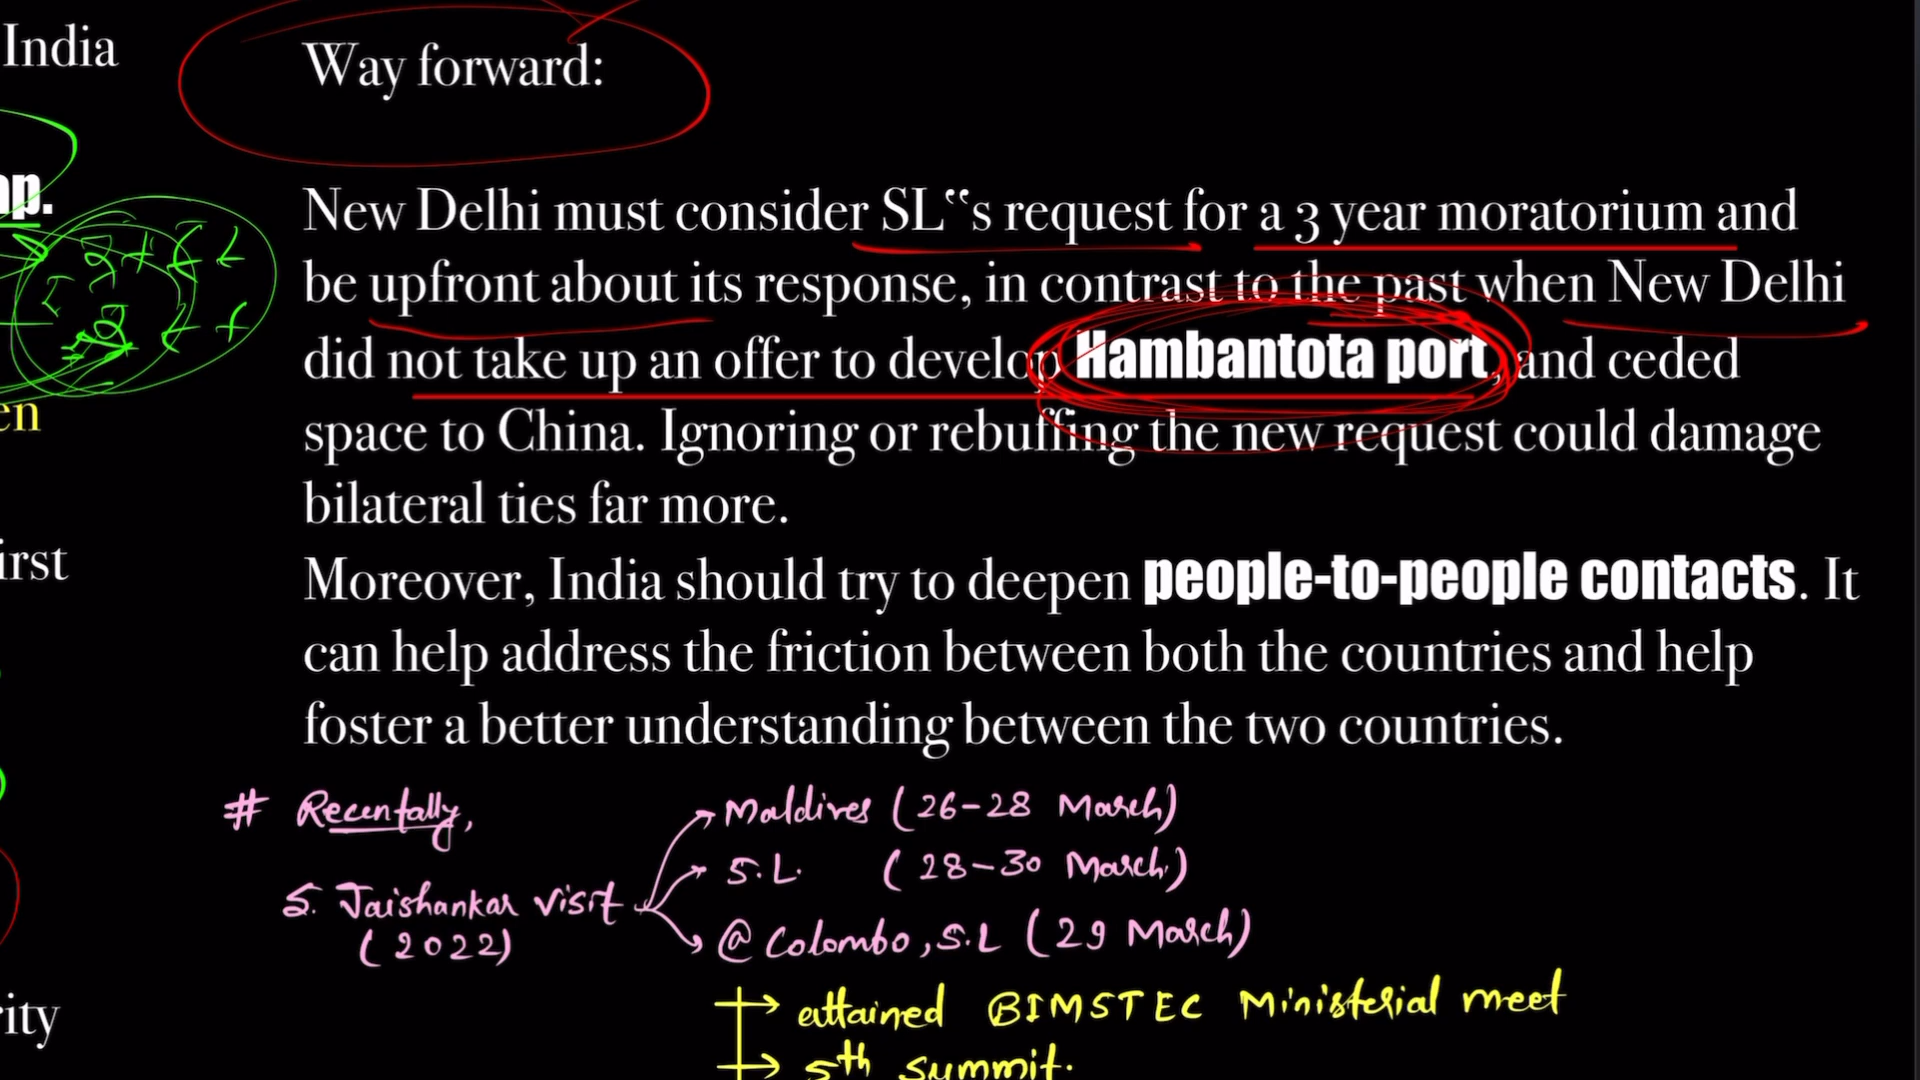 India
Way forward:
op.
New Delhi must consider SL‟s request for a 3 year moratorium and
be upfront about its response, in contrast to the past when New Delhi
did not take up an offer to develop Hambantota port, and ceded
en
space to China. Ignoring or rebuffing the new request could damage
bilateral ties far more.
irst
Moreover, India should try to deepen people-to-people contacts. It
can help address the friction between both the countries and help
foster a better understanding between the two countries.
# Recentally,
Maldives (26-28 March)
S.L. (28-30 March)
S. Jaishankar visit
(2022)
@ Colombo, S.L (29 March)
attained BIMSTEC Ministerial meet
ity
5th summit.